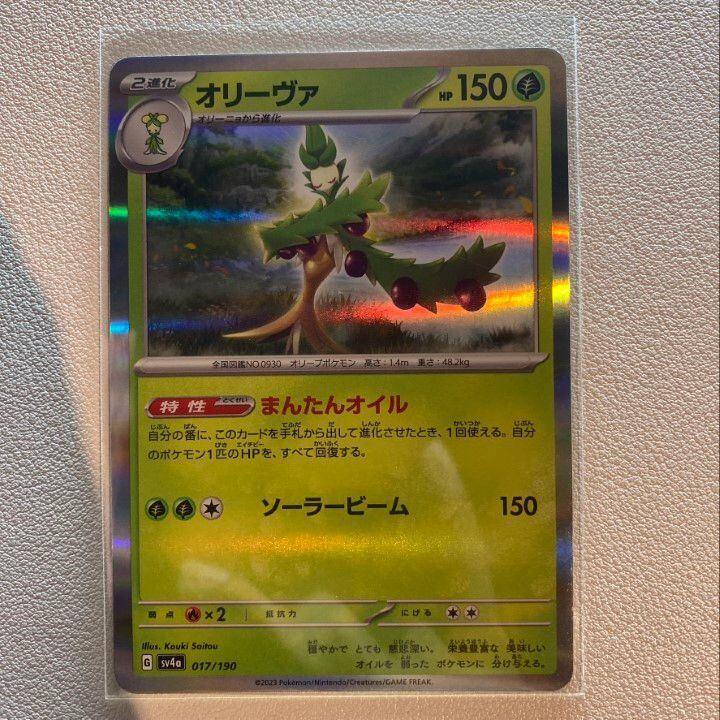 2進化
オリーヴァ
HP 150
オリーニョから進化
全国図鑑NO.0930 オリーブポケモン 高さ:1.4m 重さ:48.2kg
特性 とくせい まんたんオイル
自分の番に、このカードを手札から出して進化させたとき、1回使える。自分
のポケモン1匹のHPを、すべて回復する。
ソーラービーム 150
弱点 ×2 抵抗力 にげる
Illus. Kouki Saitou
穏やかで とても 慈悲深い。 栄養豊富な 美味しい
オイルを 弱った ポケモンに 分け与える。
G sv4a 017/190
©2023 Pokémon/Nintendo/Creatures/GAME FREAK.